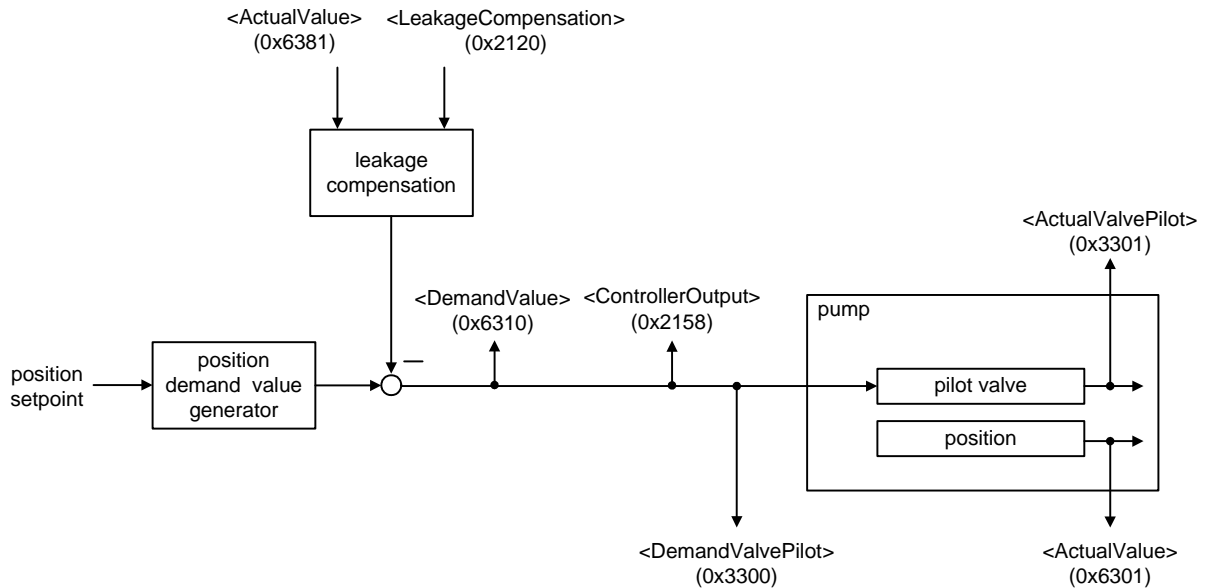 <ActualValue>
(0x6381)
<LeakageCompensation>
(0x2120)
leakage
compensation
<ActualValvePilot>
(0x3301)
<DemandValue>
(0x6310)
<ControllerOutput>
(0x2158)
pump
position
setpoint
position
demand value
generator
pilot valve
position
<DemandValvePilot>
(0x3300)
<ActualValue>
(0x6301)